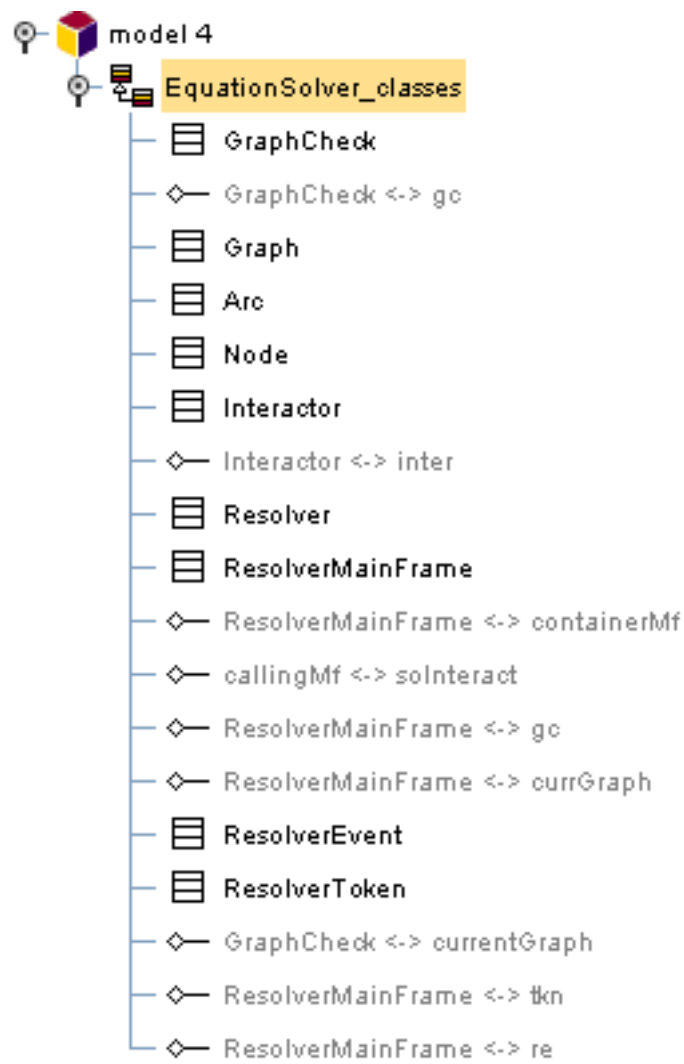 model 4
EquationSolver_classes
GraphCheck
GraphCheck <-> gc
Graph
Arc
Node
Interactor
Interactor <-> inter
Resolver
ResolverMainFrame
ResolverMainFrame <-> containerMf
callingMf <-> soInteract
ResolverMainFrame <-> gc
ResolverMainFrame <-> currGraph
ResolverEvent
ResolverToken
GraphCheck <-> currentGraph
ResolverMainFrame <-> tkn
ResolverMainFrame <-> re